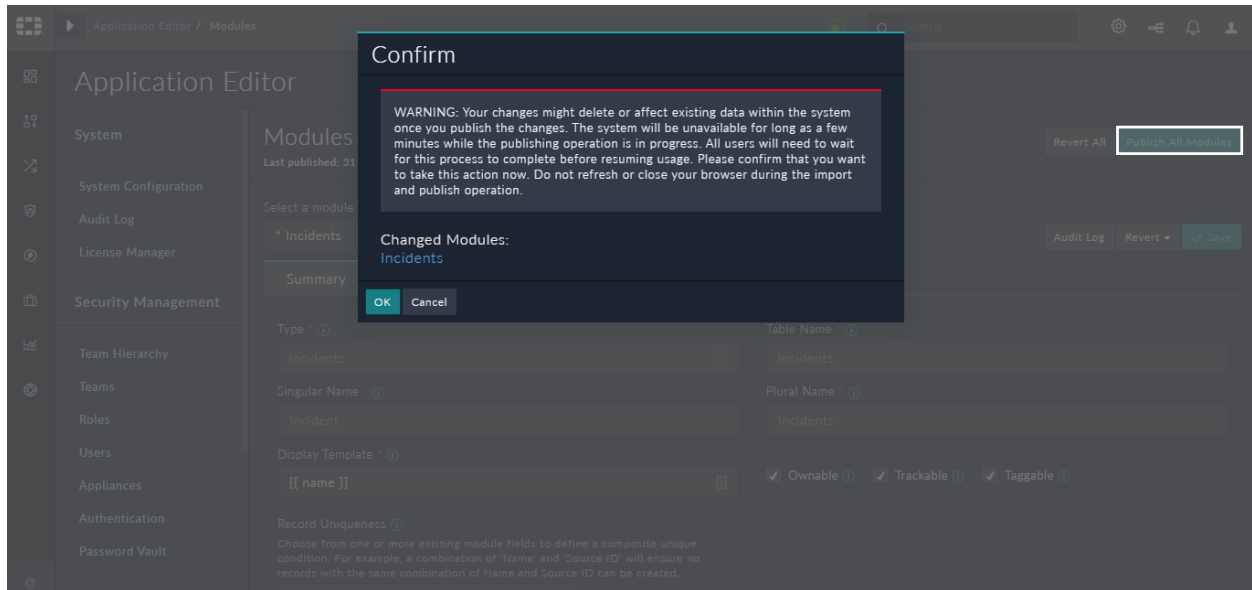 Application Editor / Modules
Search
Confirm
Application Editor
WARNING: Your changes might delete or affect existing data within the system
once you publish the changes. The system will be unavailable for long as a few
minutes while the publishing operation is in progress. All users will need to wait
for this process to complete before resuming usage. Please confirm that you want
to take this action now. Do not refresh or close your browser during the import
and publish operation.
System
Modules
Revert All
Publish All Modules
Last published: 31
System Configuration
Select a module
Audit Log
* Incidents
Changed Modules:
Incidents
Audit Log
Revert
Save
License Manager
Summary
OK
Cancel
Security Management
Type *
Table Name *
Team Hierarchy
incidents
incidents
Teams
Singular Name *
Plural Name *
Roles
Incident
Incidents
Users
Display Template *
Appliances
{{ name }}
Ownable
Trackable
Taggable
Authentication
Record Uniqueness
Choose from one or more existing module fields to define a composite unique
condition. For example, a combination of 'Name' and 'Source ID' will ensure no
records with the same combination of Name and Source ID can be created.
Password Vault